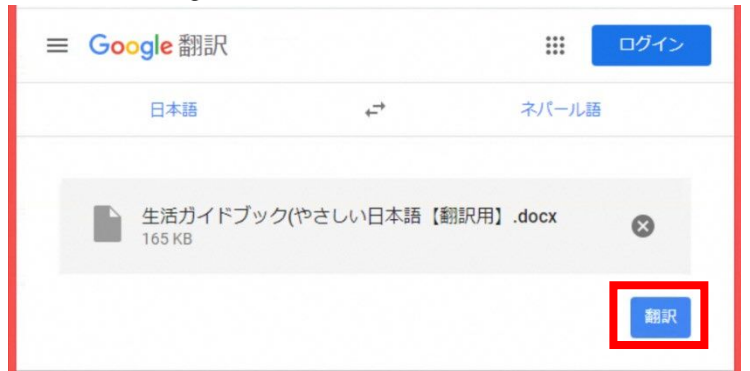 Google 翻訳
ログイン
日本語
ネパール語
生活ガイドブック(やさしい日本語【翻訳用】.docx
165 KB
翻訳